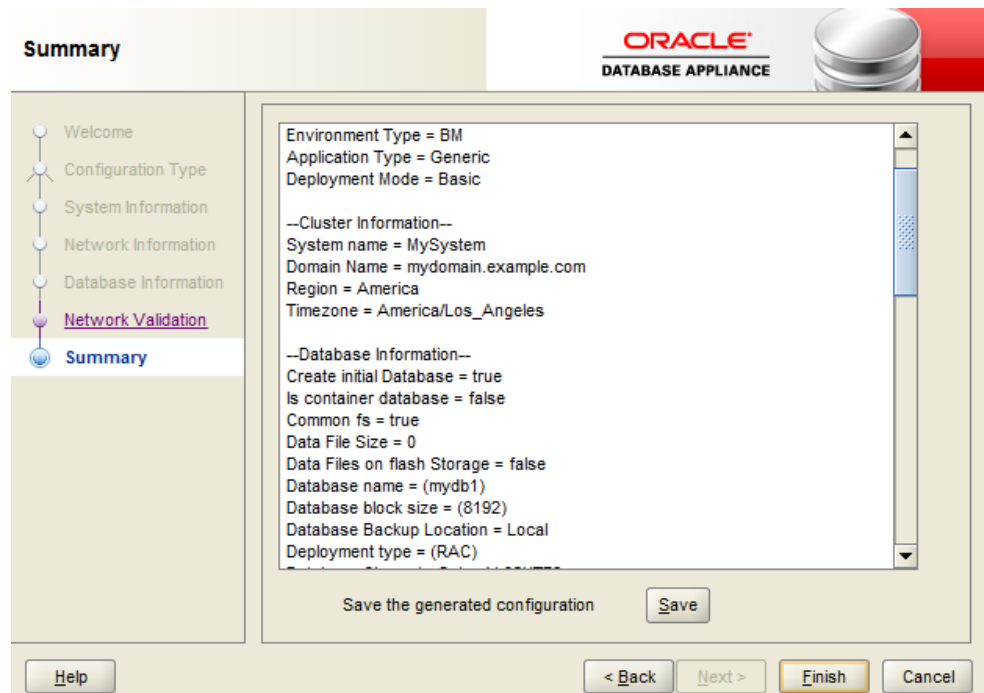 Summary
ORACLE
DATABASE APPLIANCE
Welcome
Configuration Type
System Information
Network Information
Database Information
Network Validation
Summary
Environment Type = BM
Application Type = Generic
Deployment Mode = Basic
--Cluster Information--
System name = MySystem
Domain Name = mydomain.example.com
Region = America
Timezone = America/Los_Angeles
--Database Information--
Create initial Database = true
Is container database = false
Common fs = true
Data File Size = 0
Data Files on flash Storage = false
Database name = (mydb1)
Database block size = (8192)
Database Backup Location = Local
Deployment type = (RAC)
Save the generated configuration
Save
Help
< Back
Next >
Finish
Cancel